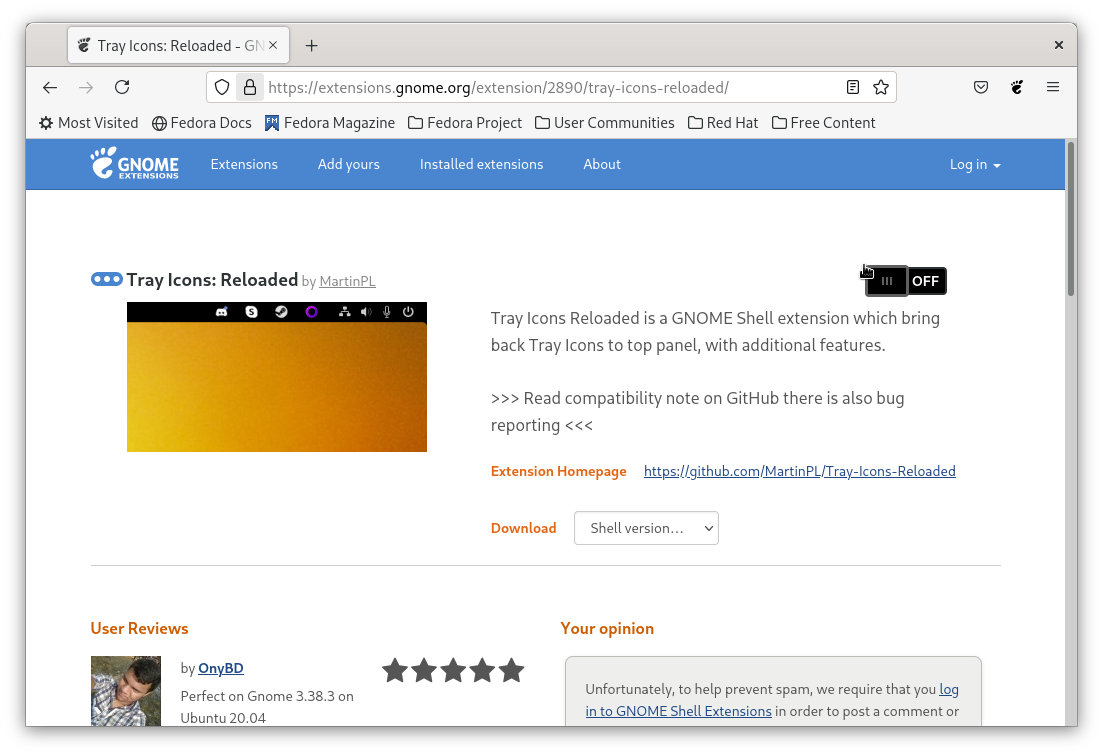 Tray Icons: Reloaded - GN
https://extensions.gnome.org/extension/2890/tray-icons-reloaded/
Most Visited Fedora Docs FM Fedora Magazine Fedora Project User Communities Red Hat Free Content
GNOME EXTENSIONS Extensions Add yours Installed extensions About Log in
Tray Icons: Reloaded by MartinPL
OFF
Tray Icons Reloaded is a GNOME Shell extension which bring
back Tray Icons to top panel, with additional features.
>>> Read compatibility note on GitHub there is also bug
reporting <<<
Extension Homepage https://github.com/MartinPL/Tray-Icons-Reloaded
Download Shell version...
User Reviews
by OnyBD
Perfect on Gnome 3.38.3 on
Ubuntu 20.04
Your opinion
Unfortunately, to help prevent spam, we require that you log
in to GNOME Shell Extensions in order to post a comment or